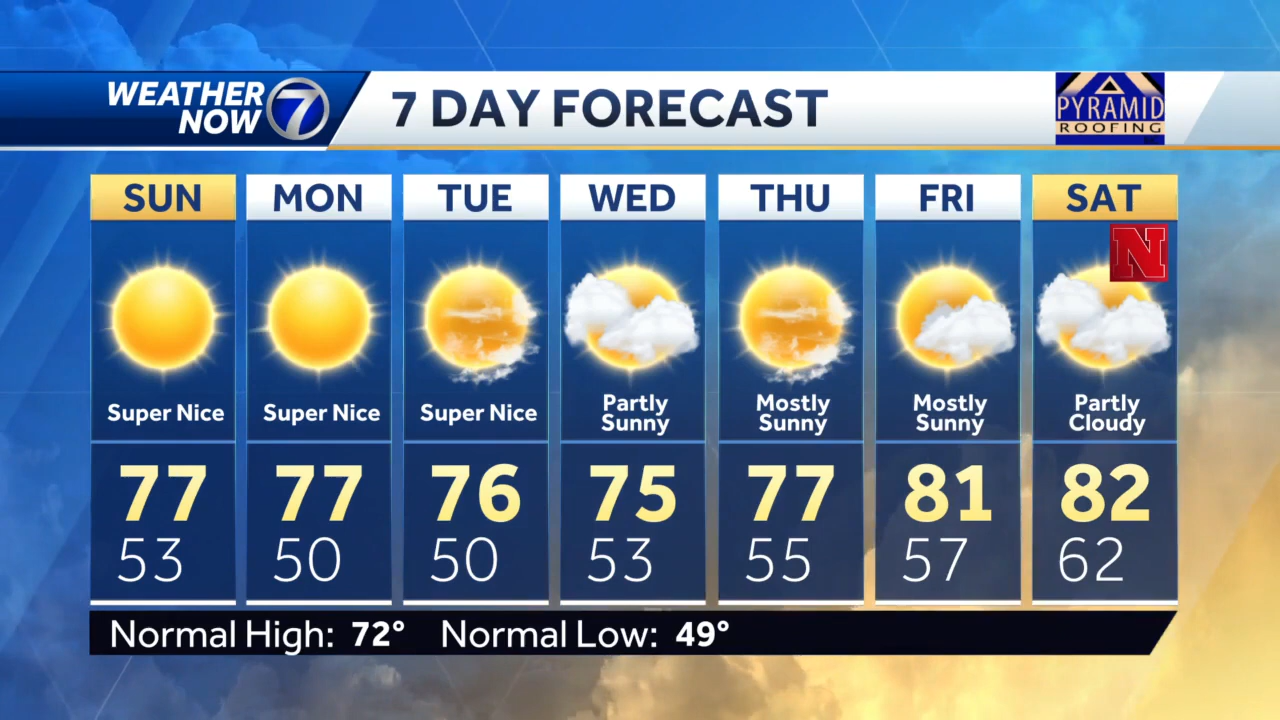 WEATHER
NOW 7
7 DAY FORECAST
PYRAMID
ROOFING
SUN MON TUE WED THU FRI SAT
N
Super Nice Super Nice Super Nice Partly Sunny Mostly Sunny Mostly Sunny Partly Cloudy
77 77 76 75 77 81 82
53 50 50 53 55 57 62
Normal High: 72° Normal Low: 49°